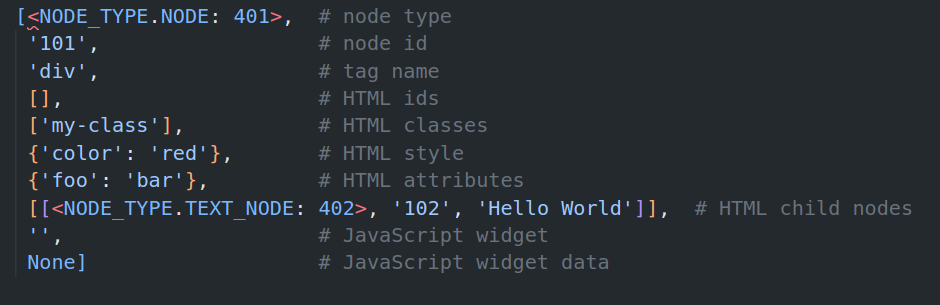 [<NODE_TYPE.NODE: 401>,  # node type
 '101',                  # node id
 'div',                  # tag name
 [],                     # HTML ids
 ['my-class'],           # HTML classes
 {'color': 'red'},       # HTML style
 {'foo': 'bar'},         # HTML attributes
 [[<NODE_TYPE.TEXT_NODE: 402>, '102', 'Hello World']],  # HTML child nodes
 '',                     # JavaScript widget
 None]                   # JavaScript widget data